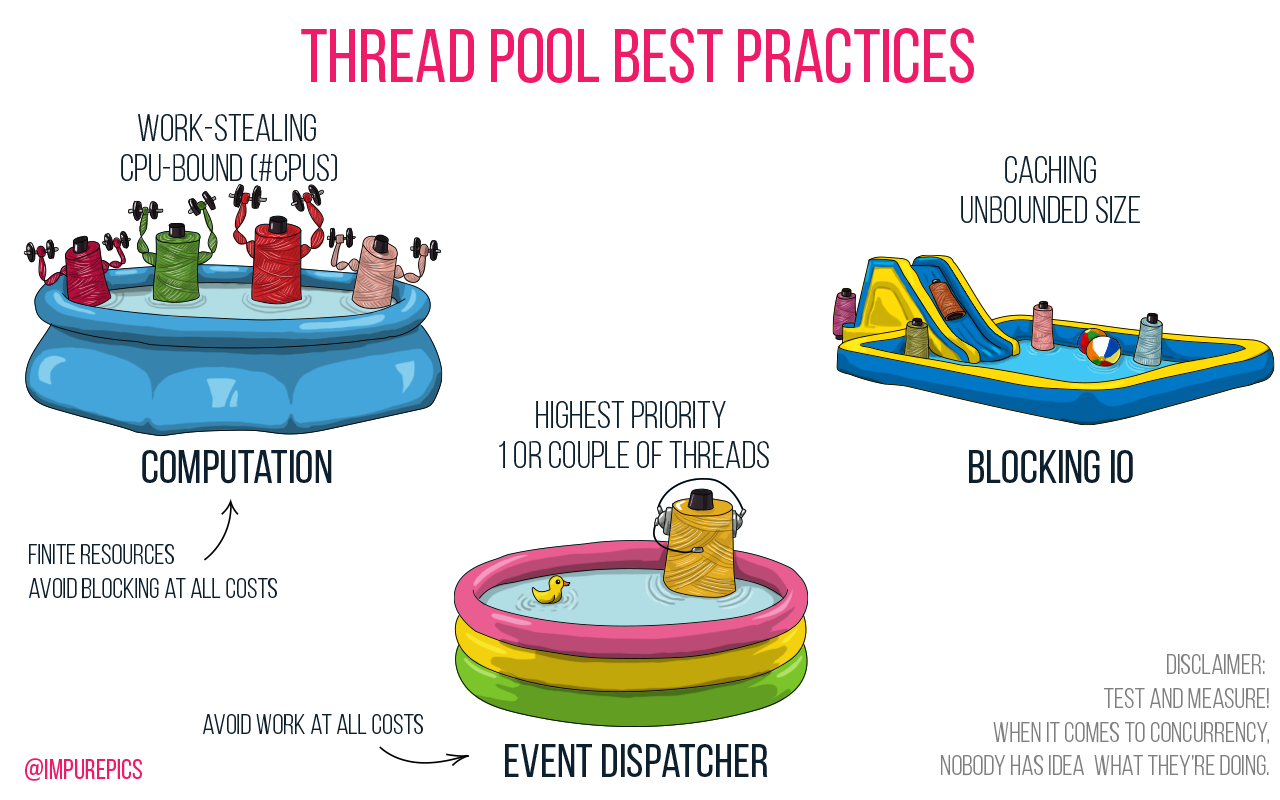 THREAD POOL BEST PRACTICES
WORK-STEALING
CPU-BOUND (#CPUS)
CACHING
UNBOUNDED SIZE
HIGHEST PRIORITY
1 OR COUPLE OF THREADS
COMPUTATION
BLOCKING IO
FINITE RESOURCES
AVOID BLOCKING AT ALL COSTS
AVOID WORK AT ALL COSTS
EVENT DISPATCHER
DISCLAIMER:
TEST AND MEASURE!
WHEN IT COMES TO CONCURRENCY,
NOBODY HAS IDEA WHAT THEY'RE DOING.
@IMPUREPICS